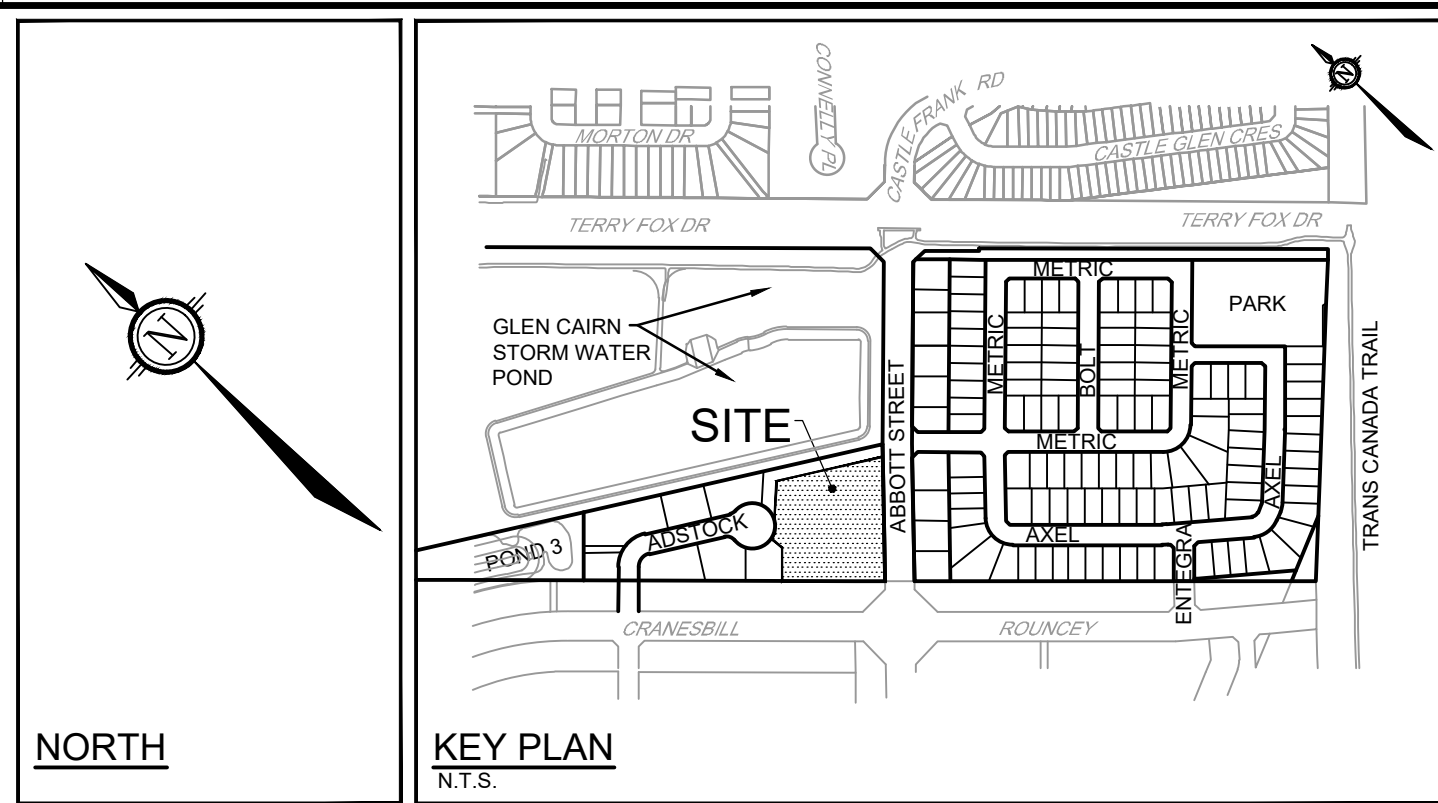 N
NORTH
CONNELLY PL
CASTLE FRANK RD
N
MORTON DR
CASTLE GLEN CRES
TERRY FOX DR
TERRY FOX DR
METRIC
PARK
GLEN CAIRN
STORM WATER
POND
METRIC
BOLT
METRIC
ABBOTT STREET
TRANS CANADA TRAIL
SITE
METRIC
AXEL
ADSTOCK
AXEL
POND 3
ENTEGRA
CRANESBILL
ROUNCEY
KEY PLAN
N.T.S.